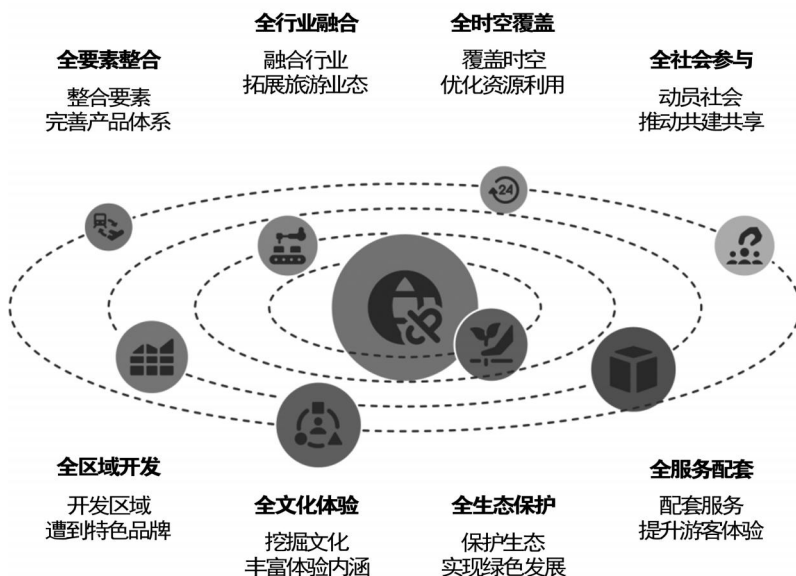 全行业融合
融合行业
拓展旅游业态
全时空覆盖
覆盖时空
优化资源利用
全要素整合
整合要素
完善产品体系
全社会参与
动员社会
推动共建共享
24
全区域开发
开发区域
遭到特色品牌
全文化体验
挖掘文化
丰富体验内涵
全生态保护
保护生态
实现绿色发展
全服务配套
配套服务
提升游客体验